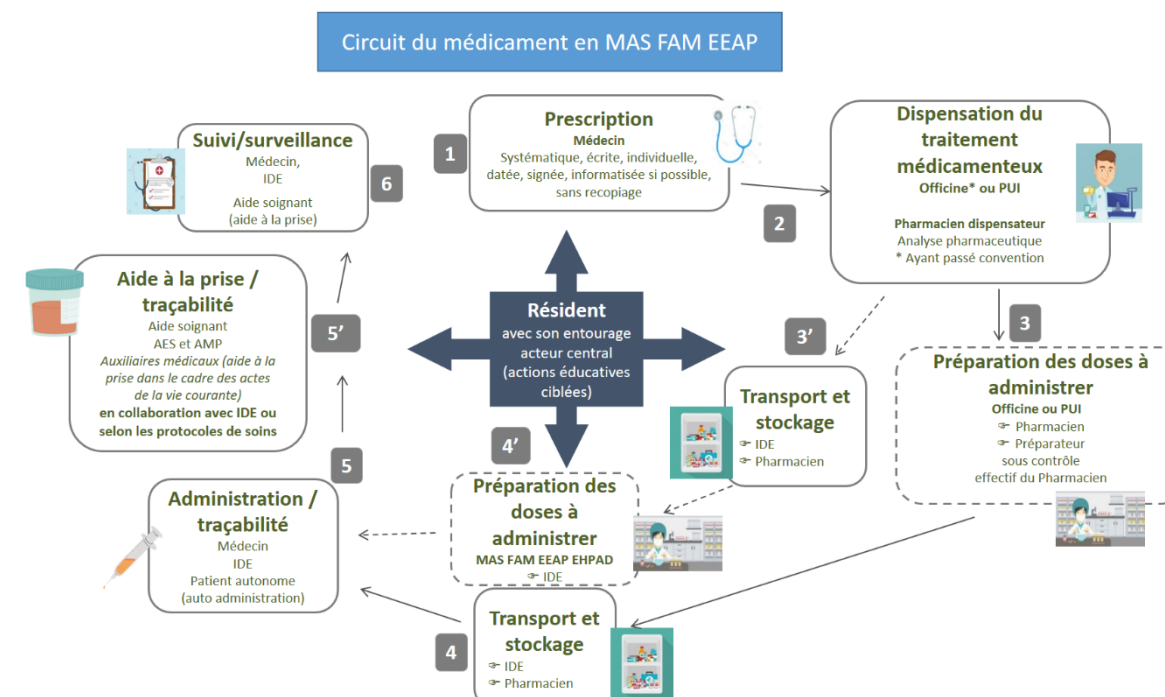 Circuit du médicament en MAS FAM EEAP
1
Prescription
Médecin
Systématique, écrite, individuelle,
datée, signée, informatisée si possible,
sans recopiage
2
Dispensation du
traitement
médicamenteux
Officine* ou PUI
Pharmacien dispensateur
Analyse pharmaceutique
* Ayant passé convention
3
Préparation des doses à
administrer
Officine ou PUI
☞ Pharmacien
☞ Préparateur
sous contrôle
effectif du Pharmacien
3’
Transport et
stockage
☞ IDE
☞ Pharmacien
4’
Préparation des
doses à
administrer
MAS FAM EEAP EHPAD
☞ IDE
4
Transport et
stockage
☞ IDE
☞ Pharmacien
5
Administration /
traçabilité
Médecin
IDE
Patient autonome
(auto administration)
5’
Aide à la prise /
traçabilité
Aide soignant
AES et AMP
Auxiliaires médicaux (aide à la
prise dans le cadre des actes
de la vie courante)
en collaboration avec IDE ou
selon les protocoles de soins
6
Suivi/surveillance
Médecin,
IDE
Aide soignant
(aide à la prise)
Résident
avec son entourage
acteur central
(actions éducatives
ciblées)